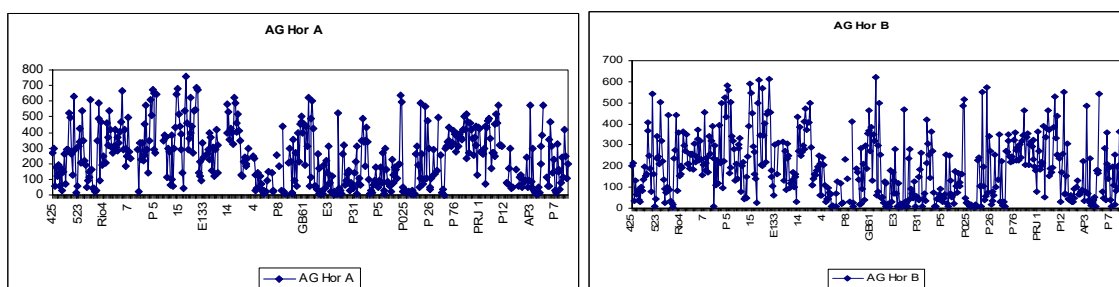 AG Hor A
800
700
600
500
400
300
200
100
0
425
523
Rio4
7
P 5
15
E133
14
4
P8
GB61
E3
P31
P5
P025
P 26
P 76
PRJ 1
P12
AP3
P 7
AG Hor A
AG Hor B
700
600
500
400
300
200
100
0
425
523
Rio4
7
P 5
15
E133
14
4
P8
GB61
E3
P31
P5
P025
P 26
P 76
PRJ 1
P12
AP3
P 7
AG Hor B